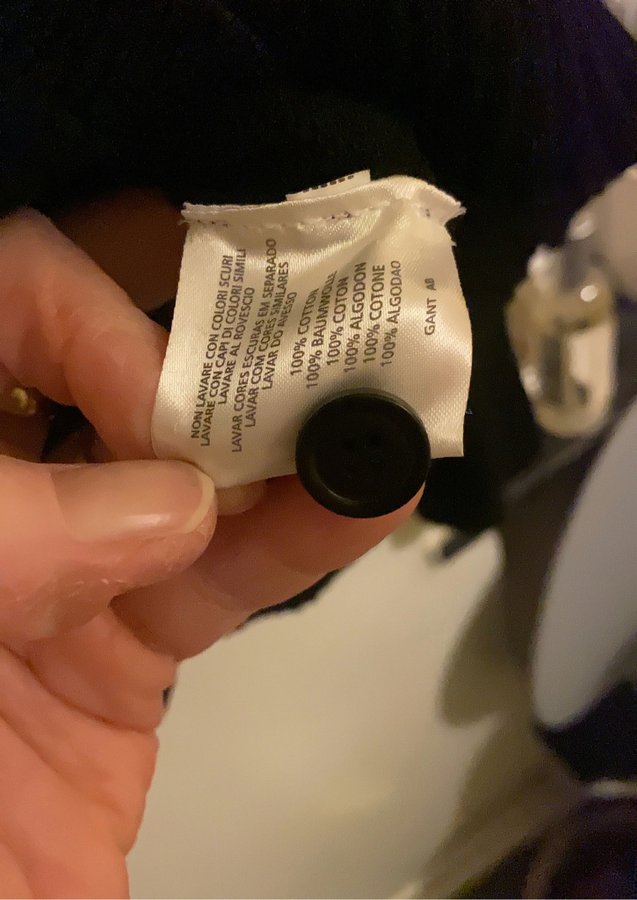 NON LAVARE CON COLORI SCURI
LAVARE CON CAPI DI COLORI SIMILI
LAVARE AL ROVESCIO
LAVAR CORES ESCURAS EM SEPARADO
LAVAR COM CORES SIMILARES
LAVAR DO AVESSO
100% COTTON
100% BAUMWOLLE
100% COTON
100% ALGODON
100% COTONE
100% ALGODAO
GANT AB